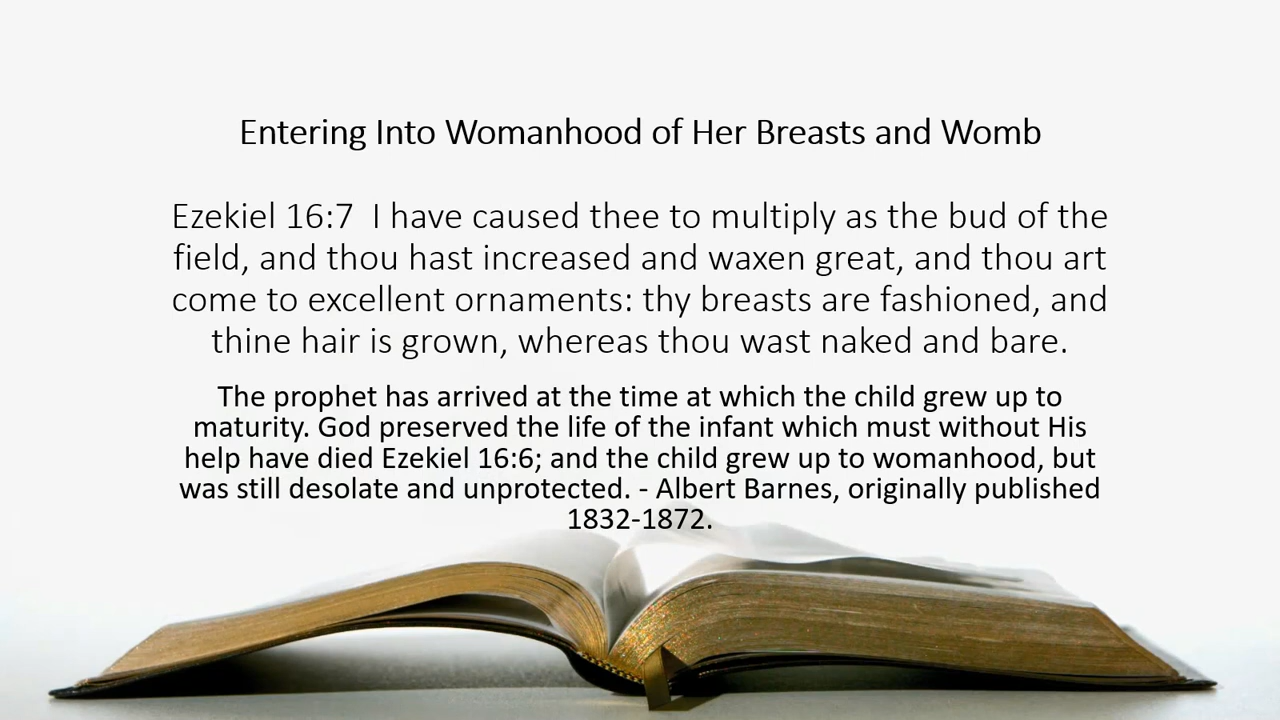 Entering Into Womanhood of Her Breasts and Womb
Ezekiel 16:7  I have caused thee to multiply as the bud of the
field, and thou hast increased and waxen great, and thou art
come to excellent ornaments: thy breasts are fashioned, and
thine hair is grown, whereas thou wast naked and bare.
The prophet has arrived at the time at which the child grew up to
maturity. God preserved the life of the infant which must without His
help have died Ezekiel 16:6; and the child grew up to womanhood, but
was still desolate and unprotected. - Albert Barnes, originally published
1832-1872.